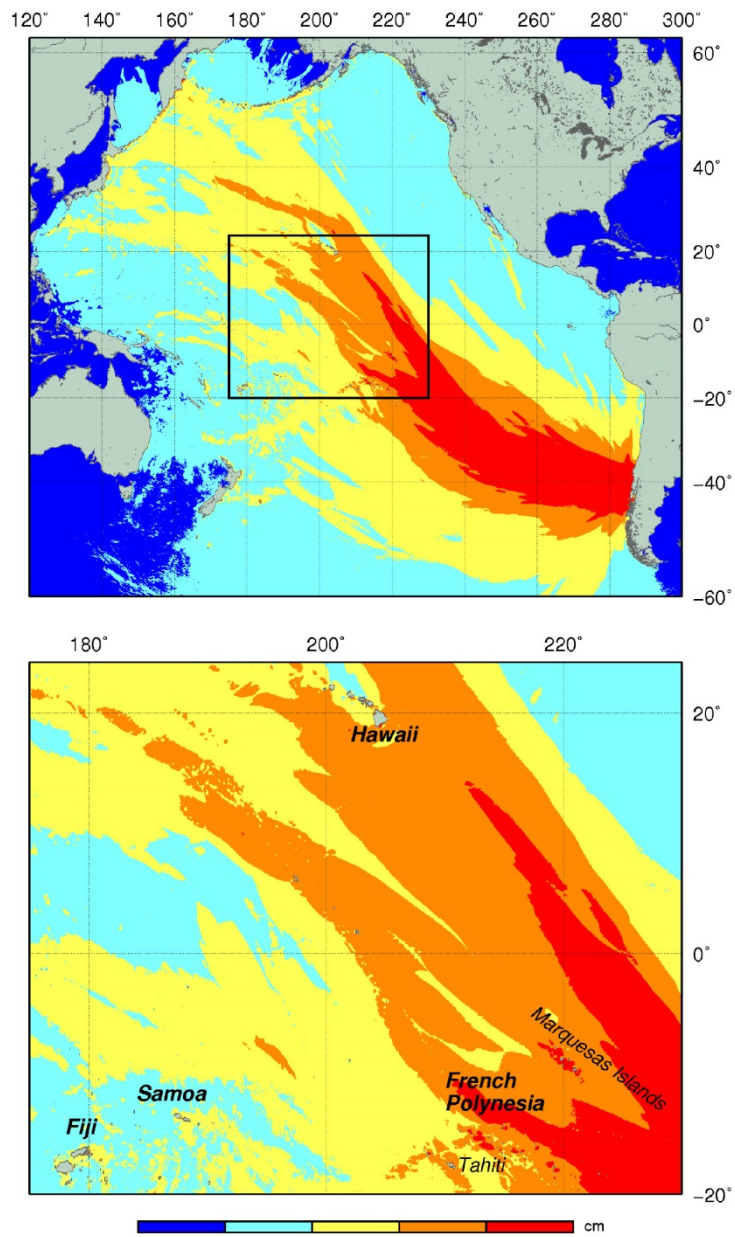 120˚ 140˚ 160˚ 180˚ 200˚ 220˚ 240˚ 260˚ 280˚ 300˚
60˚
40˚
20˚
0˚
−20˚
−40˚
−60˚
180˚ 200˚ 220˚
20˚
Hawaii
0˚
Marquesas Islands
French
Polynesia
Samoa
Fiji
Tahiti
−20˚
cm